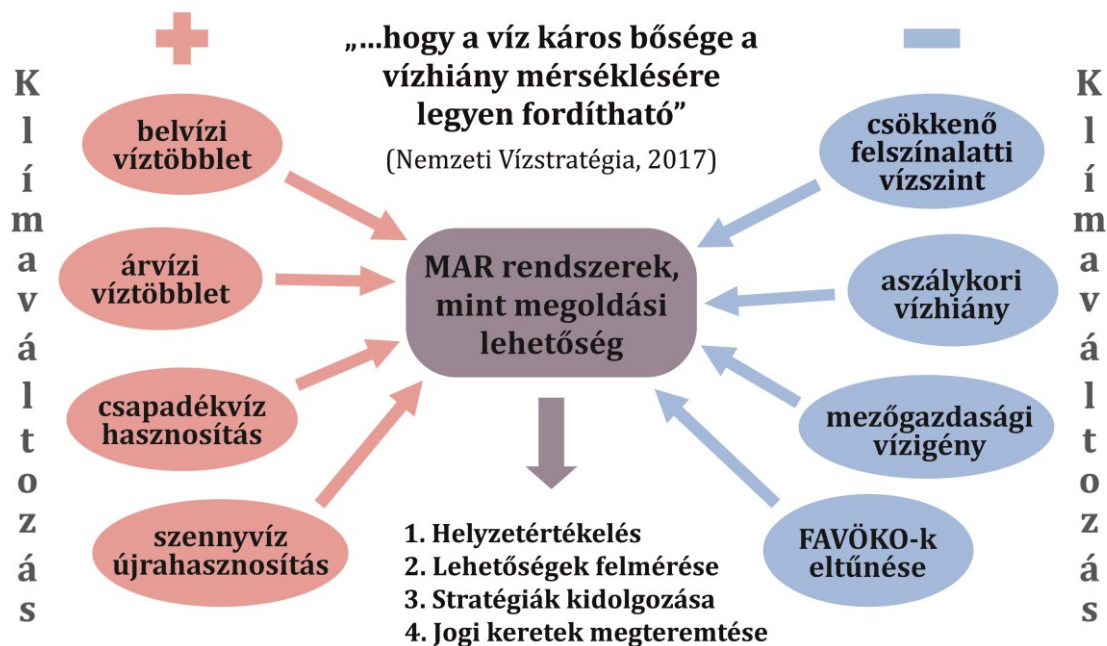 „...hogy a víz káros bősége a
vízhiány mérséklésére
legyen fordítható”
(Nemzeti Vízstratégia, 2017)
Klímaváltozás
+
belvízi
víztöbblet
árvízi
víztöbblet
csapadékvíz
hasznosítás
szennyvíz
újrahasznosítás
MAR rendszerek,
mint megoldási
lehetőség
1. Helyzetértékelés
2. Lehetőségek felmérése
3. Stratégiák kidolgozása
4. Jogi keretek megteremtése
−
csökkenő
felszínalatti
vízszint
aszálykori
vízhiány
mezőgazdasági
vízigény
FAVÖKO-k
eltűnése
Klímaváltozás